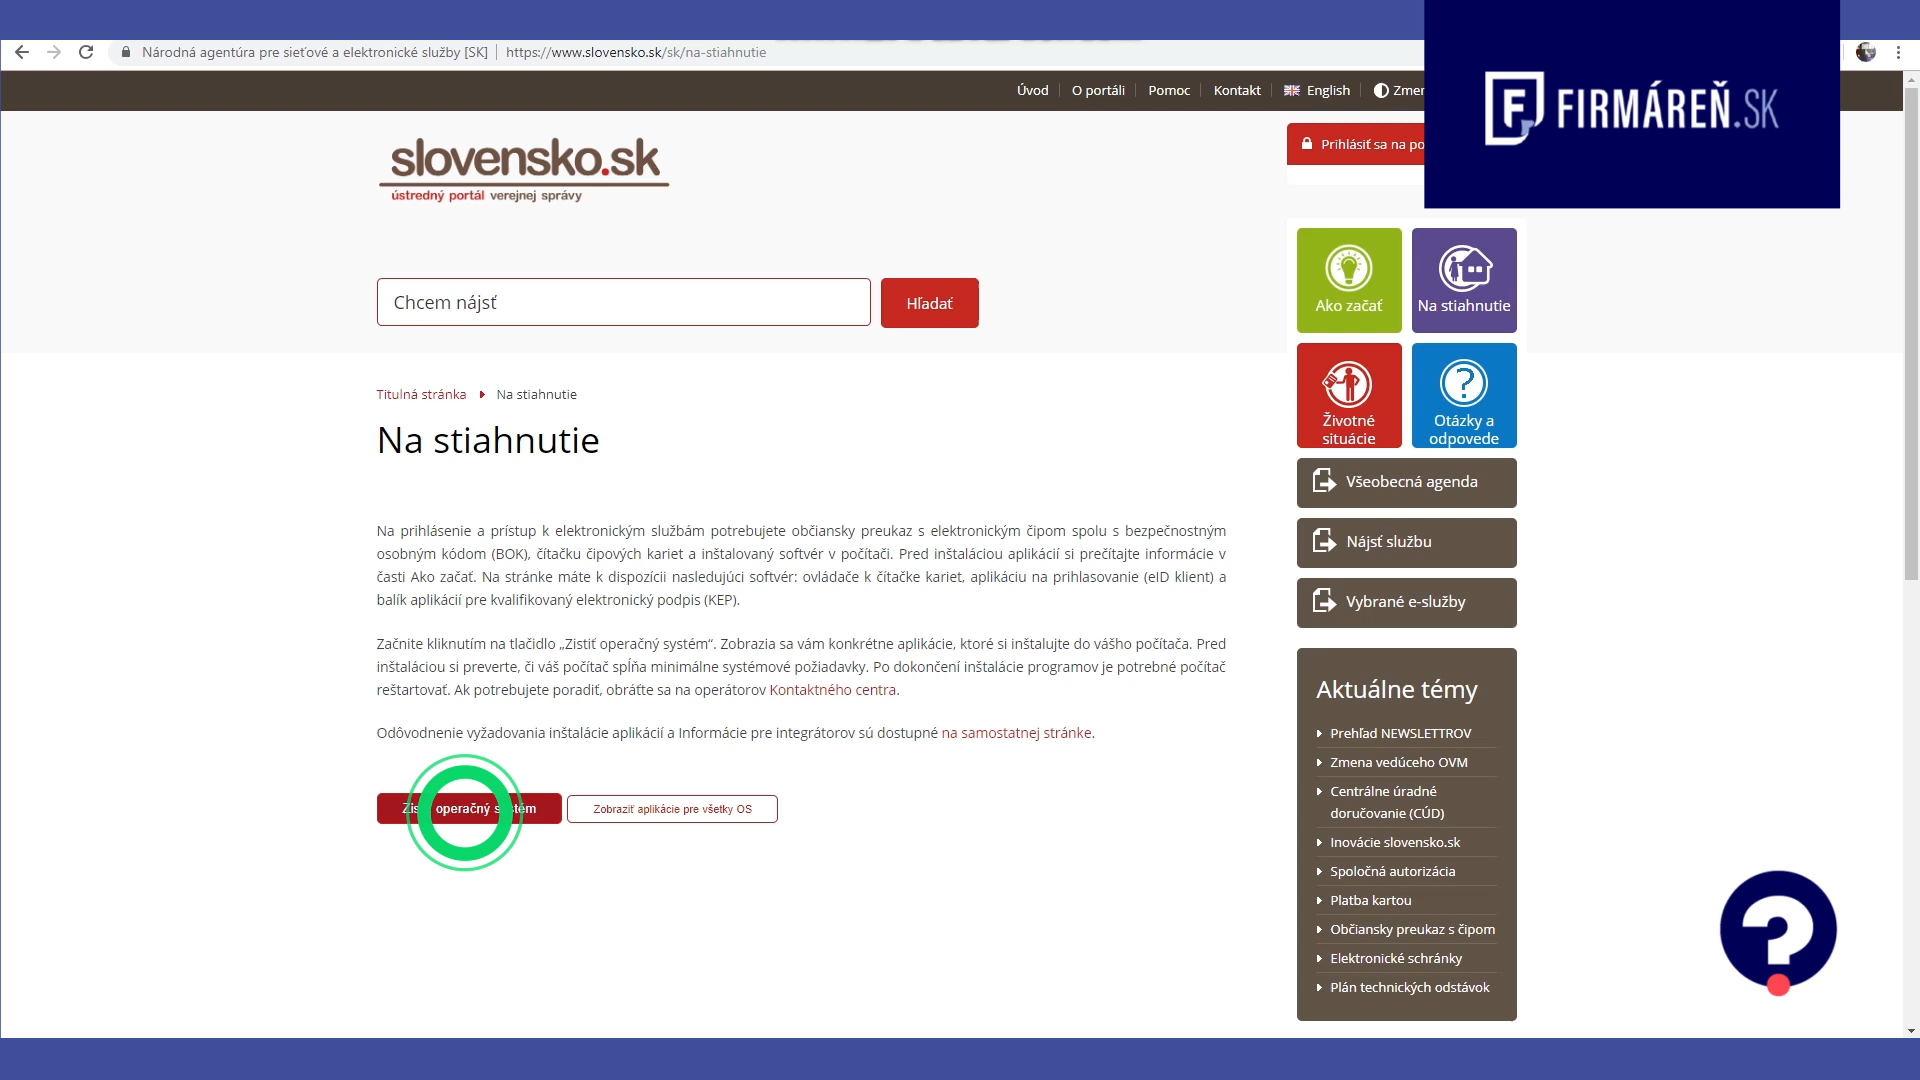 Národná agentúra pre sieťové a elektronické služby [SK] https://www.slovensko.sk/sk/na-stiahnutie
Úvod O portáli Pomoc Kontakt English
FIRMÁREŇ.SK
slovensko.sk
ústredný portál verejnej správy
Prihlásiť sa na
Chcem nájsť
Hľadať
Ako začať
Na stiahnutie
Životné
situácie
Otázky a
odpovede
Titulná stránka Na stiahnutie
Na stiahnutie
Na prihlásenie a prístup k elektronickým službám potrebujete občiansky preukaz s elektronickým čipom spolu s bezpečnostným
osobným kódom (BOK), čítačku čipových kariet a inštalovaný softvér v počítači. Pred inštaláciou aplikácií si prečítajte informácie v
časti Ako začať. Na stránke máte k dispozícii nasledujúci softvér: ovládače k čítačke kariet, aplikáciu na prihlasovanie (eID klient) a
balík aplikácií pre kvalifikovaný elektronický podpis (KEP).
Začnite kliknutím na tlačidlo „Zistiť operačný systém“. Zobrazia sa vám konkrétne aplikácie, ktoré si inštalujte do vášho počítača. Pred
inštaláciou si preverte, či váš počítač spĺňa minimálne systémové požiadavky. Po dokončení inštalácie programov je potrebné počítač
reštartovať. Ak potrebujete poradiť, obráťte sa na operátorov Kontaktného centra.
Odôvodnenie vyžadovania inštalácie aplikácií a Informácie pre integrátorov sú dostupné na samostatnej stránke.
operačný
Zobraziť aplikácie pre všetky OS
Všeobecná agenda
Nájsť službu
Vybrané e-služby
Aktuálne témy
Prehľad NEWSLETTROV
Zmena vedúceho OVM
Centrálne úradné
doručovanie (CÚD)
Inovácie slovensko.sk
Spoločná autorizácia
Platba kartou
Občiansky preukaz s čipom
Elektronické schránky
Plán technických odstávok